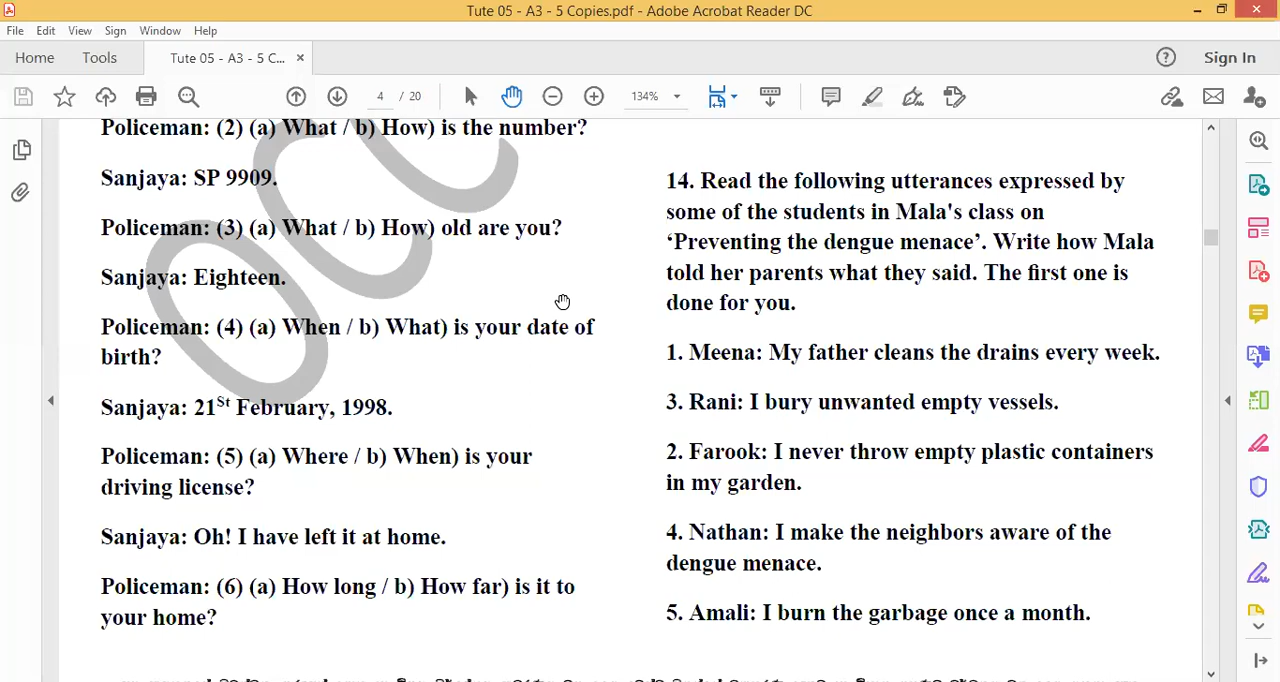 Tute 05 - A3 - 5 Copies.pdf - Adobe Acrobat Reader DC
File Edit View Sign Window Help
Home Tools Tute 05 - A3 - 5 C... × Sign In
4 / 20 134%
Policeman: (2) (a) What / b) How) is the number?
Sanjaya: SP 9909.
Policeman: (3) (a) What / b) How) old are you?
Sanjaya: Eighteen.
Policeman: (4) (a) When / b) What) is your date of
birth?
Sanjaya: 21St February, 1998.
Policeman: (5) (a) Where / b) When) is your
driving license?
Sanjaya: Oh! I have left it at home.
Policeman: (6) (a) How long / b) How far) is it to
your home?
14. Read the following utterances expressed by
some of the students in Mala's class on
‘Preventing the dengue menace’. Write how Mala
told her parents what they said. The first one is
done for you.
1. Meena: My father cleans the drains every week.
3. Rani: I bury unwanted empty vessels.
2. Farook: I never throw empty plastic containers
in my garden.
4. Nathan: I make the neighbors aware of the
dengue menace.
5. Amali: I burn the garbage once a month.